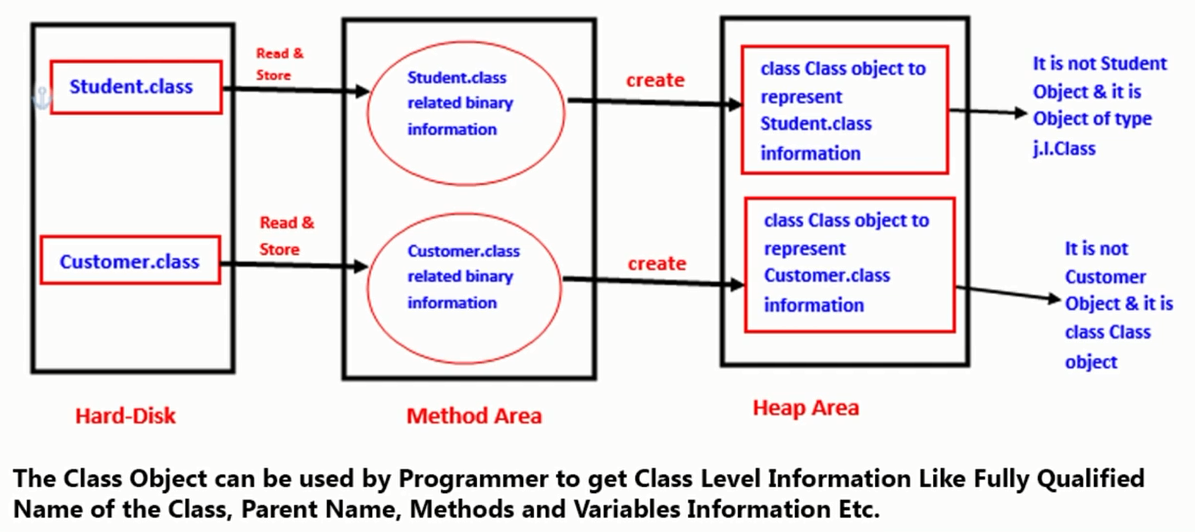 Student.class
Read &
Store
Student.class
related binary
information
create
class Class object to
represent
Student.class
information
It is not Student
Object & it is
Object of type
j.l.Class
Customer.class
Read &
Store
Customer.class
related binary
information
create
class Class object to
represent
Customer.class
information
It is not
Customer
Object & it is
class Class
object
Hard-Disk
Method Area
Heap Area
The Class Object can be used by Programmer to get Class Level Information Like Fully Qualified
Name of the Class, Parent Name, Methods and Variables Information Etc.